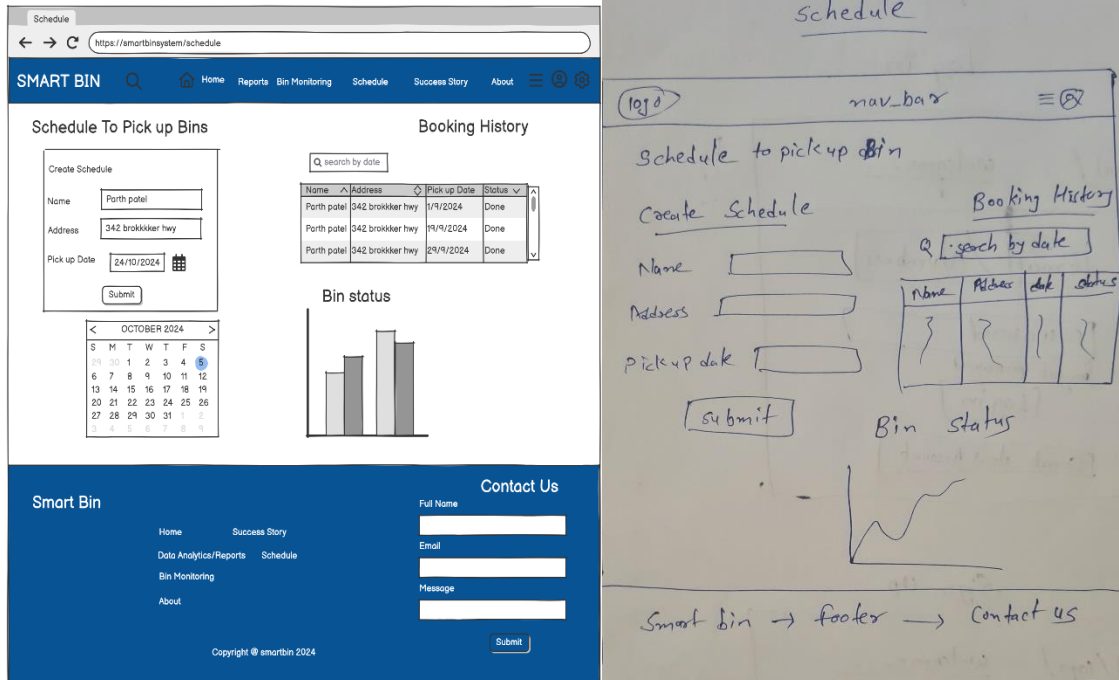 Schedule
https://smartbinsystem/schedule
SMART BIN Home Reports Bin Monitoring Schedule Success Story About
Schedule To Pick up Bins
Create Schedule
Name Parth patel
Address 342 brokkkker hwy
Pick up Date 24/10/2024
Submit
< OCTOBER 2024 >
S M T W T F S
29 30 1 2 3 4 5
6 7 8 9 10 11 12
13 14 15 16 17 18 19
20 21 22 23 24 25 26
27 28 29 30 31 1 2
3 4 5 6 7 8 9
Booking History
search by date
Name Address Pick up Date Status
Parth patel 342 brokkker hwy 1/9/2024 Done
Parth patel 342 brokkker hwy 19/9/2024 Done
Parth patel 342 brokkker hwy 29/9/2024 Done
Bin status
Smart Bin
Home Success Story
Data Analytics/Reports Schedule
Bin Monitoring
About
Contact Us
Full Name
Email
Message
Submit
Copyright @ smartbin 2024
Schedule
logo nav_bar
Schedule to pick up Bin
Create Schedule
Name
Address
Pick up date
submit
Booking History
search by date
Name Address date status
Bin Status
Smart bin → footer → Contact us